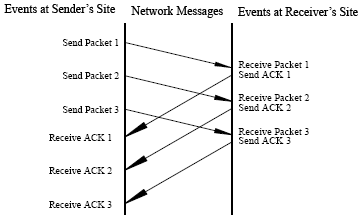 Events at Sender's Site
Network Messages
Events at Receiver's Site
Send Packet 1
Receive Packet 1
Send ACK 1
Send Packet 2
Receive Packet 2
Send ACK 2
Send Packet 3
Receive Packet 3
Send ACK 3
Receive ACK 1
Receive ACK 2
Receive ACK 3